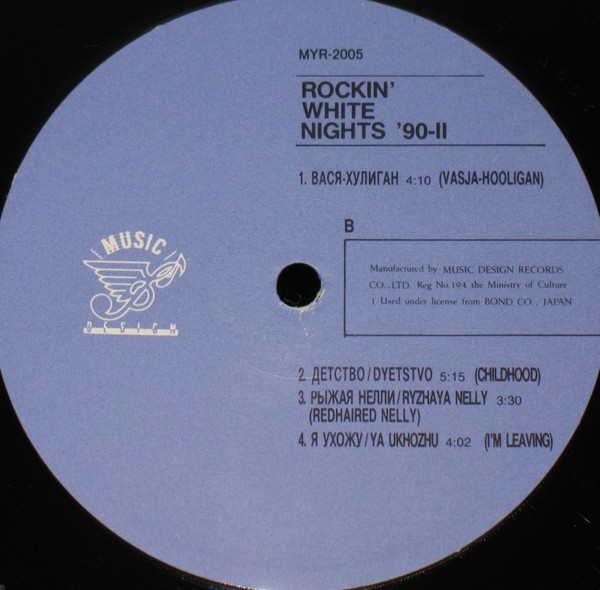 MYR-2005
ROCKIN'
WHITE
NIGHTS '90-II
1. ВАСЯ-ХУЛИГАН 4:10 (VASJA-HOOLIGAN)
B
MUSIC
DESIGN
Manufactured by MUSIC DESIGN RECORDS
CO., LTD. Reg No.194 the Ministry of Culture
1 Used under license from BOND CO., JAPAN
2. ДЕТСТВО/DYETSTVO 5:15 (CHILDHOOD)
3. РЫЖАЯ НЕЛЛИ/RYZHAYA NELLY 3:30
(REDHAIRED NELLY)
4. Я УХОЖУ/YA UKHOZHU 4:02 (I'M LEAVING)